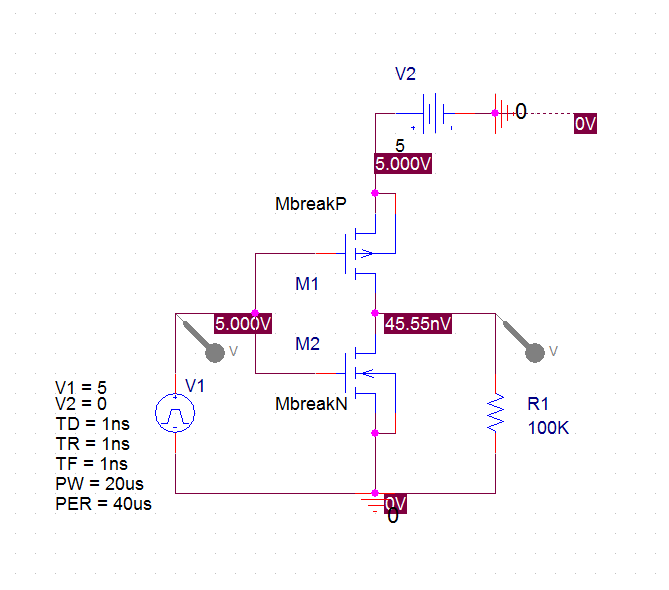 V2
0
0V
5
5.000V
MbreakP
M1
5.000V
45.55nV
V
M2
V
V1
MbreakN
V1 = 5
V2 = 0
TD = 1ns
TR = 1ns
TF = 1ns
PW = 20us
PER = 40us
R1
100K
0V
0